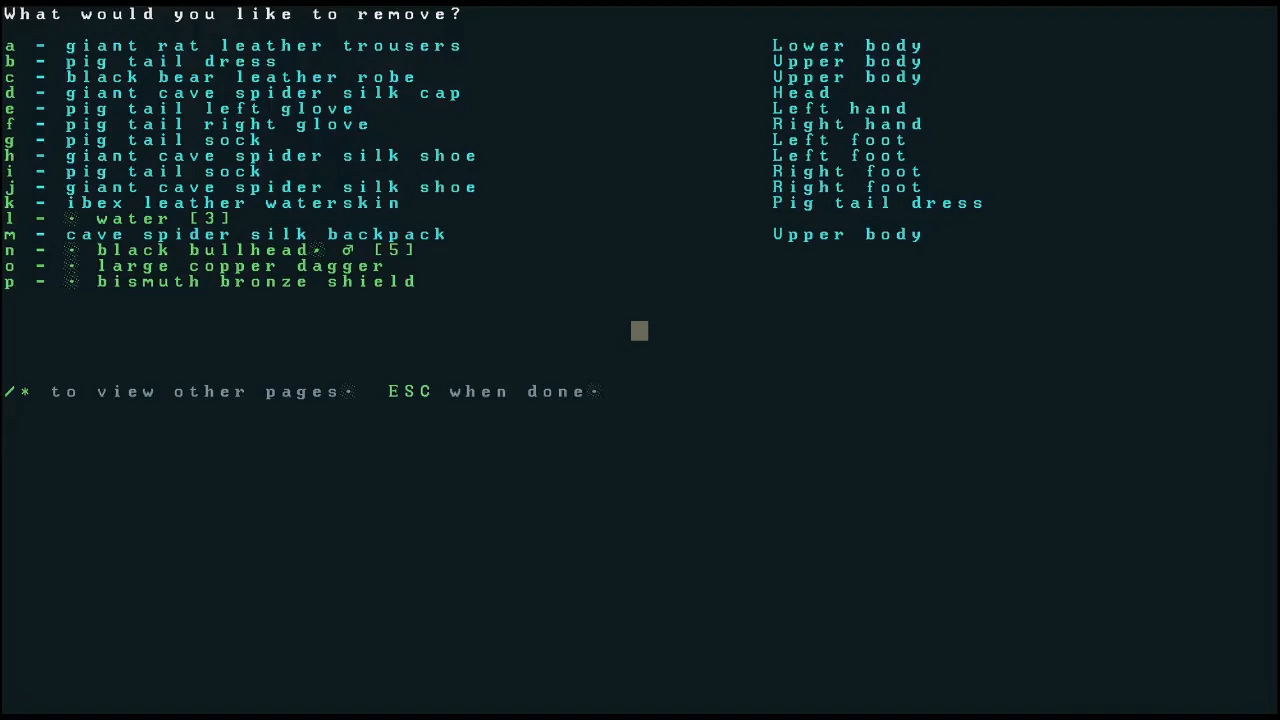 What would you like to remove?
a - giant rat leather trousers Lower body
b - pig tail dress Upper body
c - black bear leather robe Upper body
d - giant cave spider silk cap Head
e - pig tail left glove Left hand
f - pig tail right glove Right hand
g - pig tail sock Left foot
h - giant cave spider silk shoe Left foot
i - pig tail sock Right foot
j - giant cave spider silk shoe Right foot
k - ibex leather waterskin Pig tail dress
l - water [3]
m - cave spider silk backpack Upper body
n - black bullhead, ♂ [5]
o - large copper dagger
p - bismuth bronze shield
/* to view other pages. ESC when done.